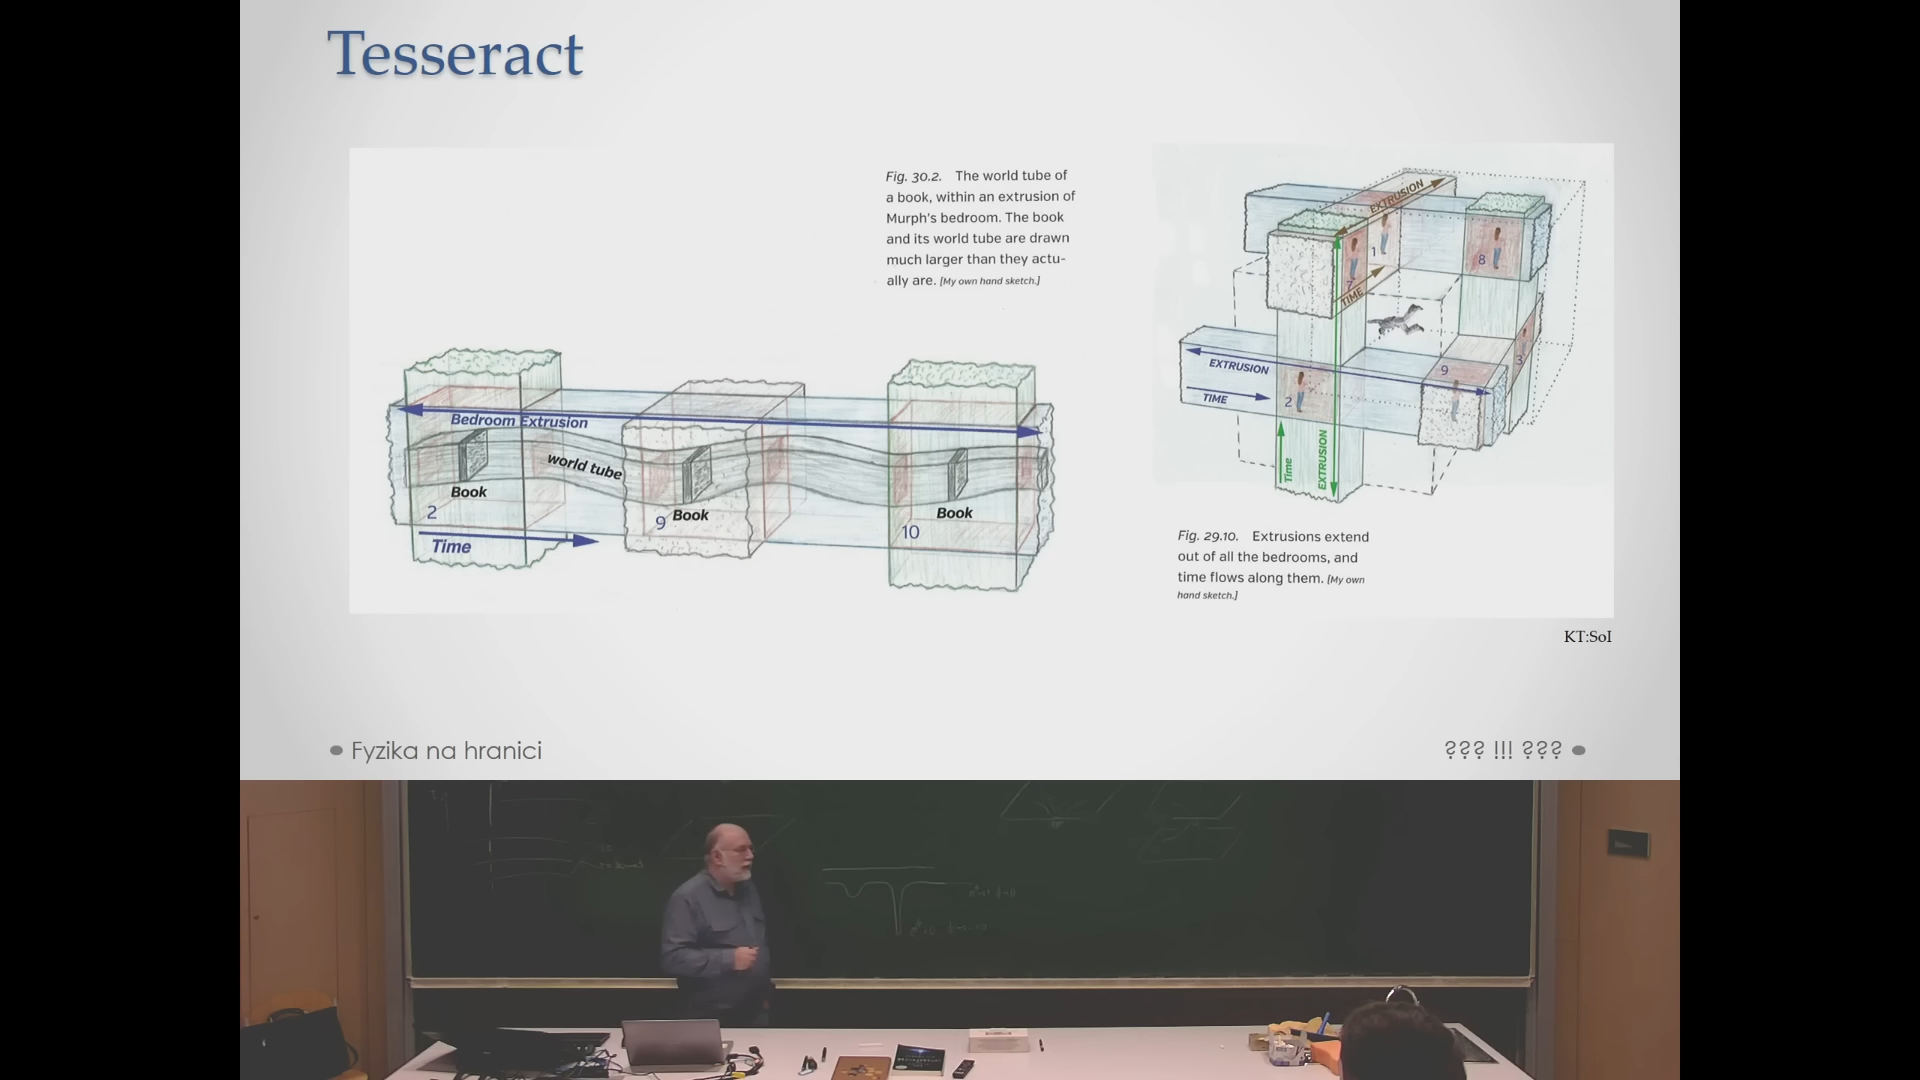 Tesseract
Fig. 30.2. The world tube of
a book, within an extrusion of
Murph's bedroom. The book
and its world tube are drawn
much larger than they actu-
ally are. [My own hand sketch.]
Bedroom Extrusion
world tube
Book
Book
Book
2
9
10
Time
EXTRUSION
1
8
7
TIME
EXTRUSION
TIME
2
9
3
Time
EXTRUSION
Fig. 29.10. Extrusions extend
out of all the bedrooms, and
time flows along them. [My own
hand sketch.]
KT:SoI
Fyzika na hranici
??? !!! ???